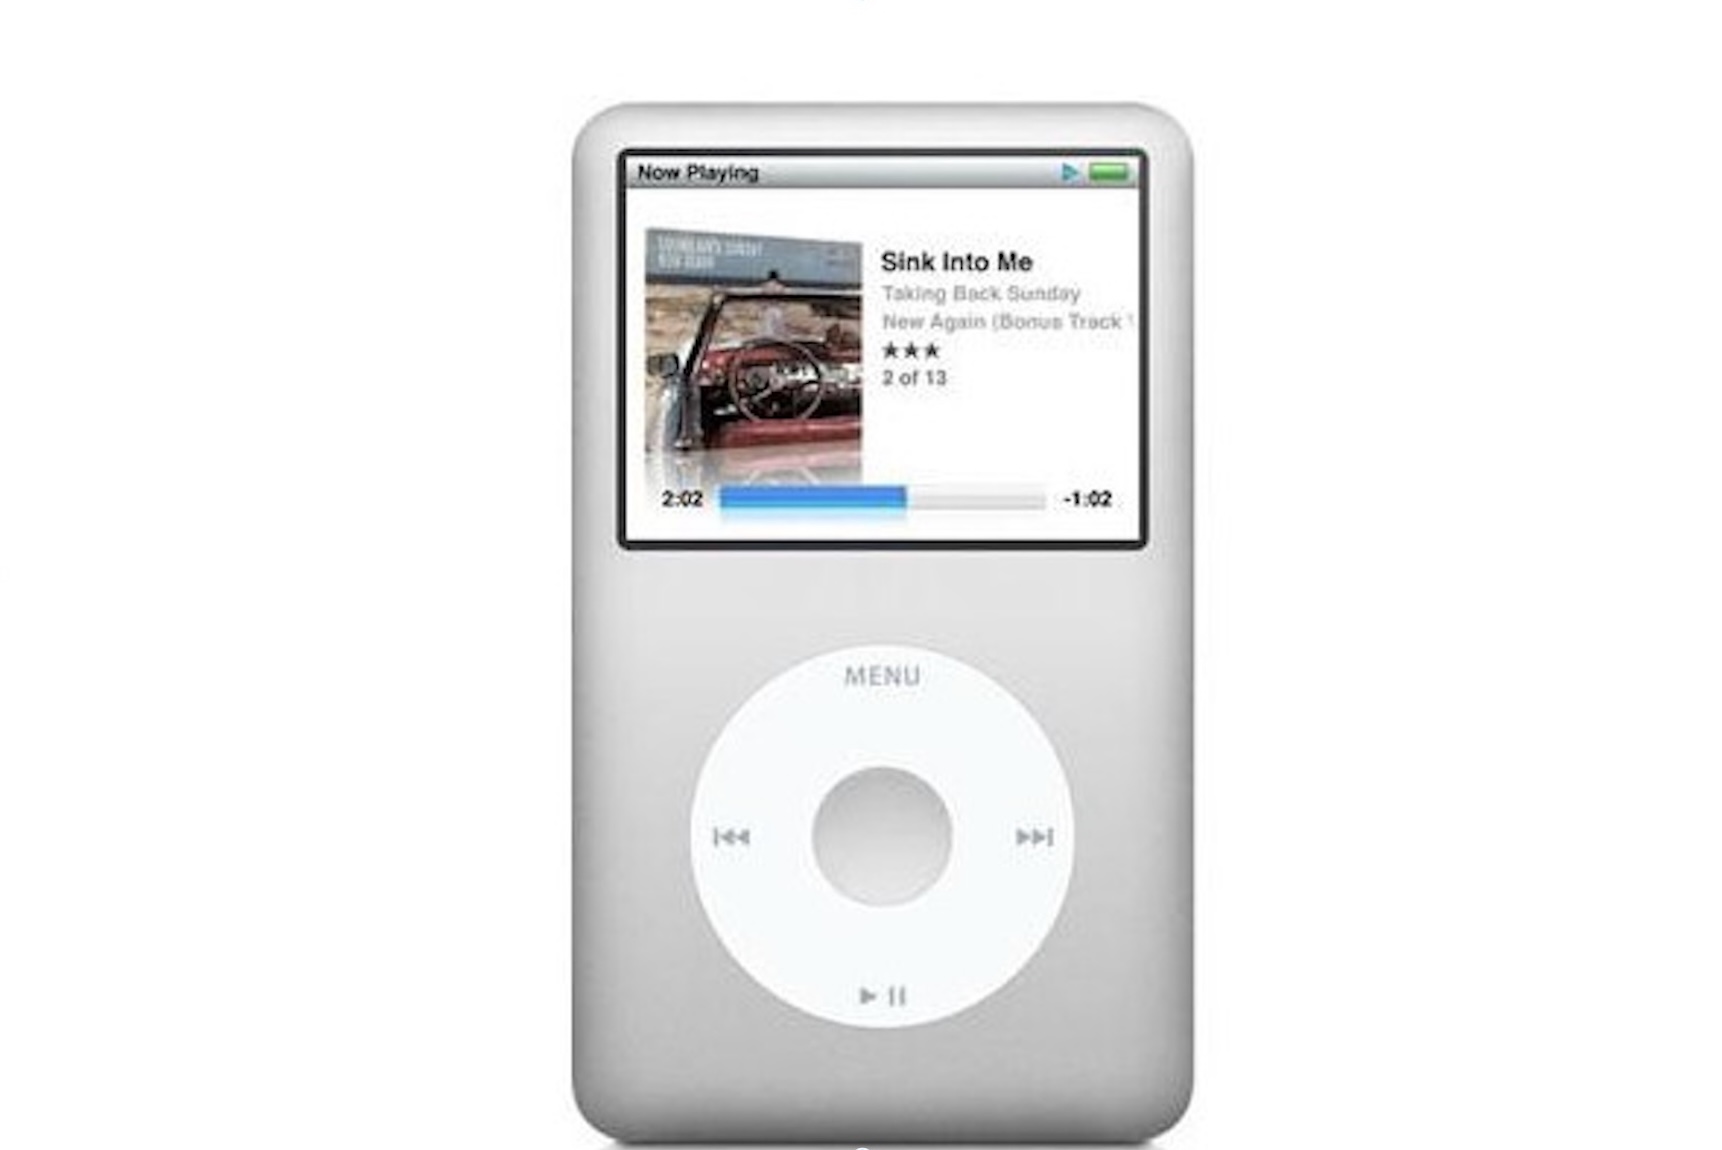 Now Playing
Sink Into Me
Taking Back Sunday
New Again (Bonus Track
★★★
2 of 13
2:02
-1:02
MENU